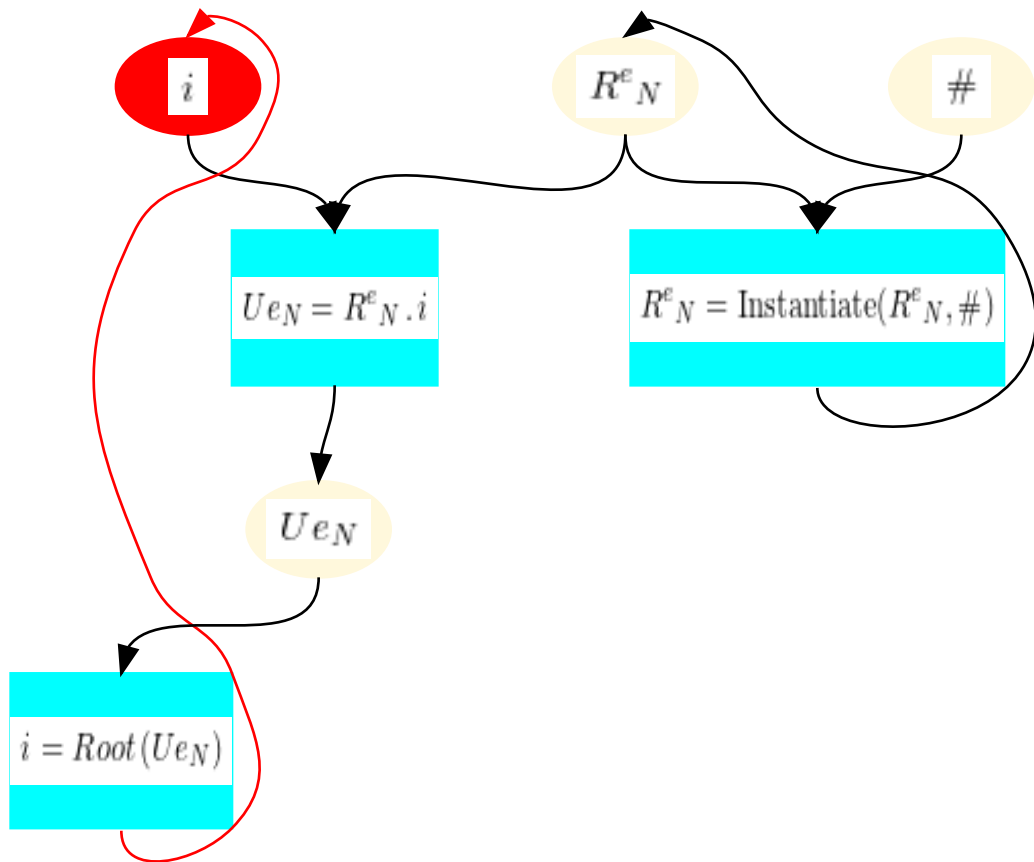 i
R^e_N
#
Ue_N = R^e_N.i
R^e_N = Instantiate(R^e_N, #)
Ue_N
i = Root(Ue_N)